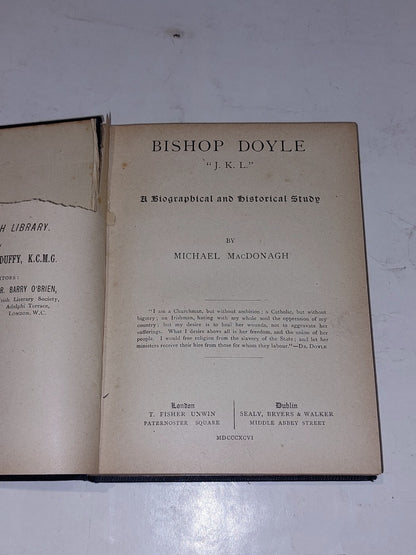 H LIBRARY.
DUFFY, K.C.M.G.
ITORS:
R. BARRY O'BRIEN,
rish Literary Society,
Adelphi Terrace,
LONDON, W.C.
BISHOP DOYLE
"J. K. L."
A Biographical and Historical Study
BY
MICHAEL MACDONAGH
"I am a Churchman, but without ambition; a Catholic, but without
bigotry; an Irishman, hating with my whole soul the oppression of my
country; but my desire is to heal her wounds, not to aggravate her
sufferings. What I desire above all is her freedom, and the union of her
people. I would free religion from the slavery of the State; and let her
ministers receive their hire from those for whom they labour."—DR. DOYLE
London
T. FISHER UNWIN
PATERNOSTER SQUARE
Dublin
SEALY, BRYERS & WALKER
MIDDLE ABBEY STREET
MDCCCXCVI